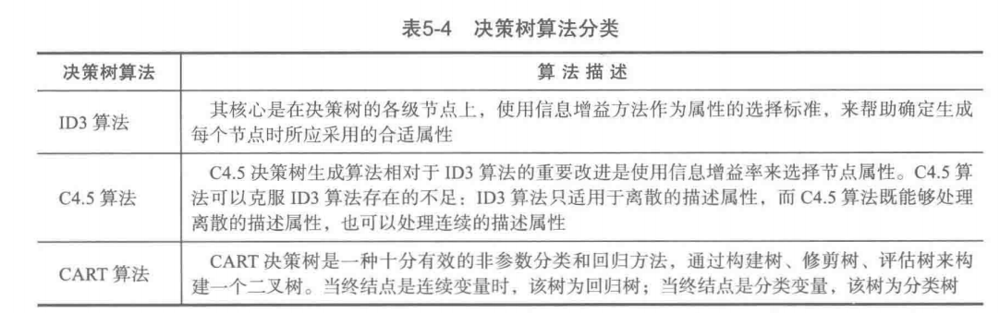 表5-4 决策树算法分类
决策树算法 算法描述
ID3 算法
其核心是在决策树的各级节点上，使用信息增益方法作为属性的选择标准，来帮助确定生成
每个节点时所应采用的合适属性
C4.5 算法
C4.5 决策树生成算法相对于 ID3 算法的重要改进是使用信息增益率来选择节点属性。C4.5 算
法可以克服 ID3 算法存在的不足：ID3 算法只适用于离散的描述属性，而 C4.5 算法既能够处理
离散的描述属性，也可以处理连续的描述属性
CART 算法
CART 决策树是一种十分有效的非参数分类和回归方法，通过构建树、修剪树、评估树来构
建一个二叉树。当终结点是连续变量时，该树为回归树；当终结点是分类变量，该树为分类树